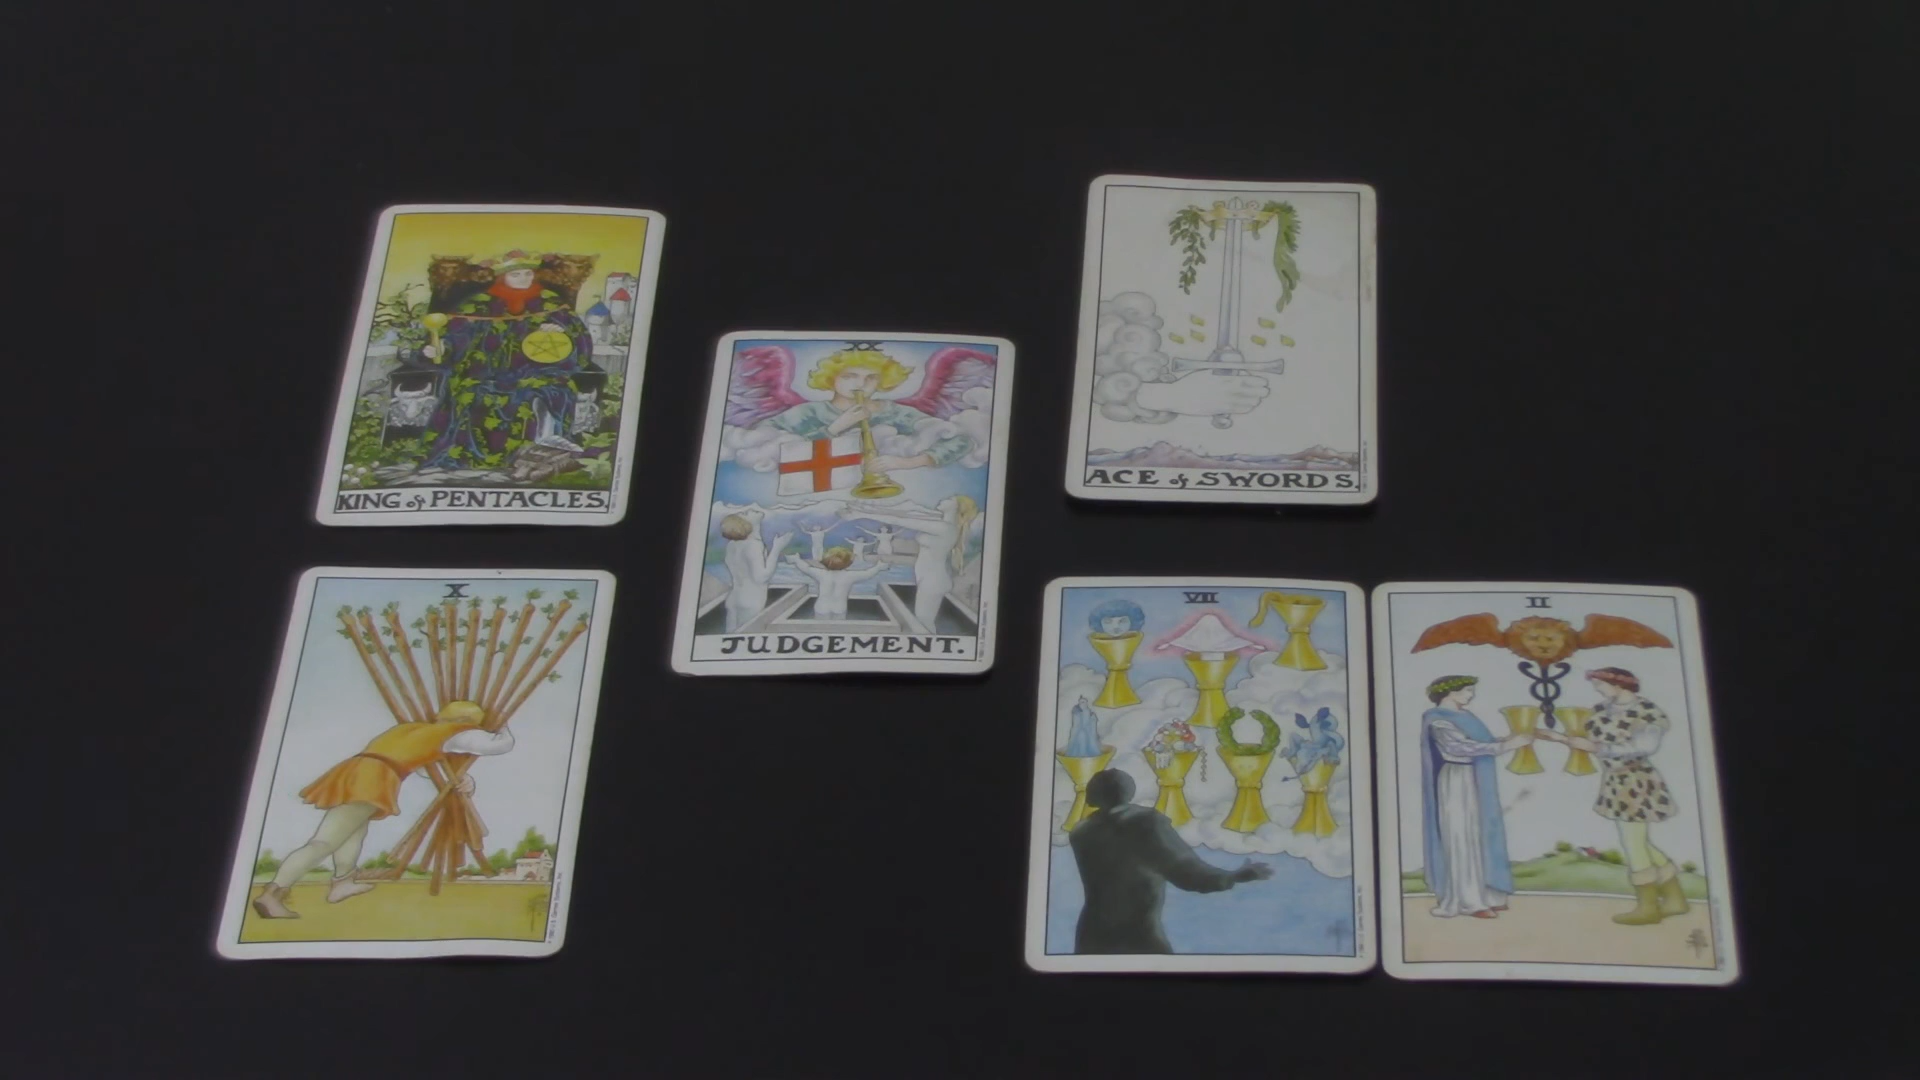 KING of PENTACLES.
XX
JUDGEMENT.
ACE of SWORDS.
X
VII
II